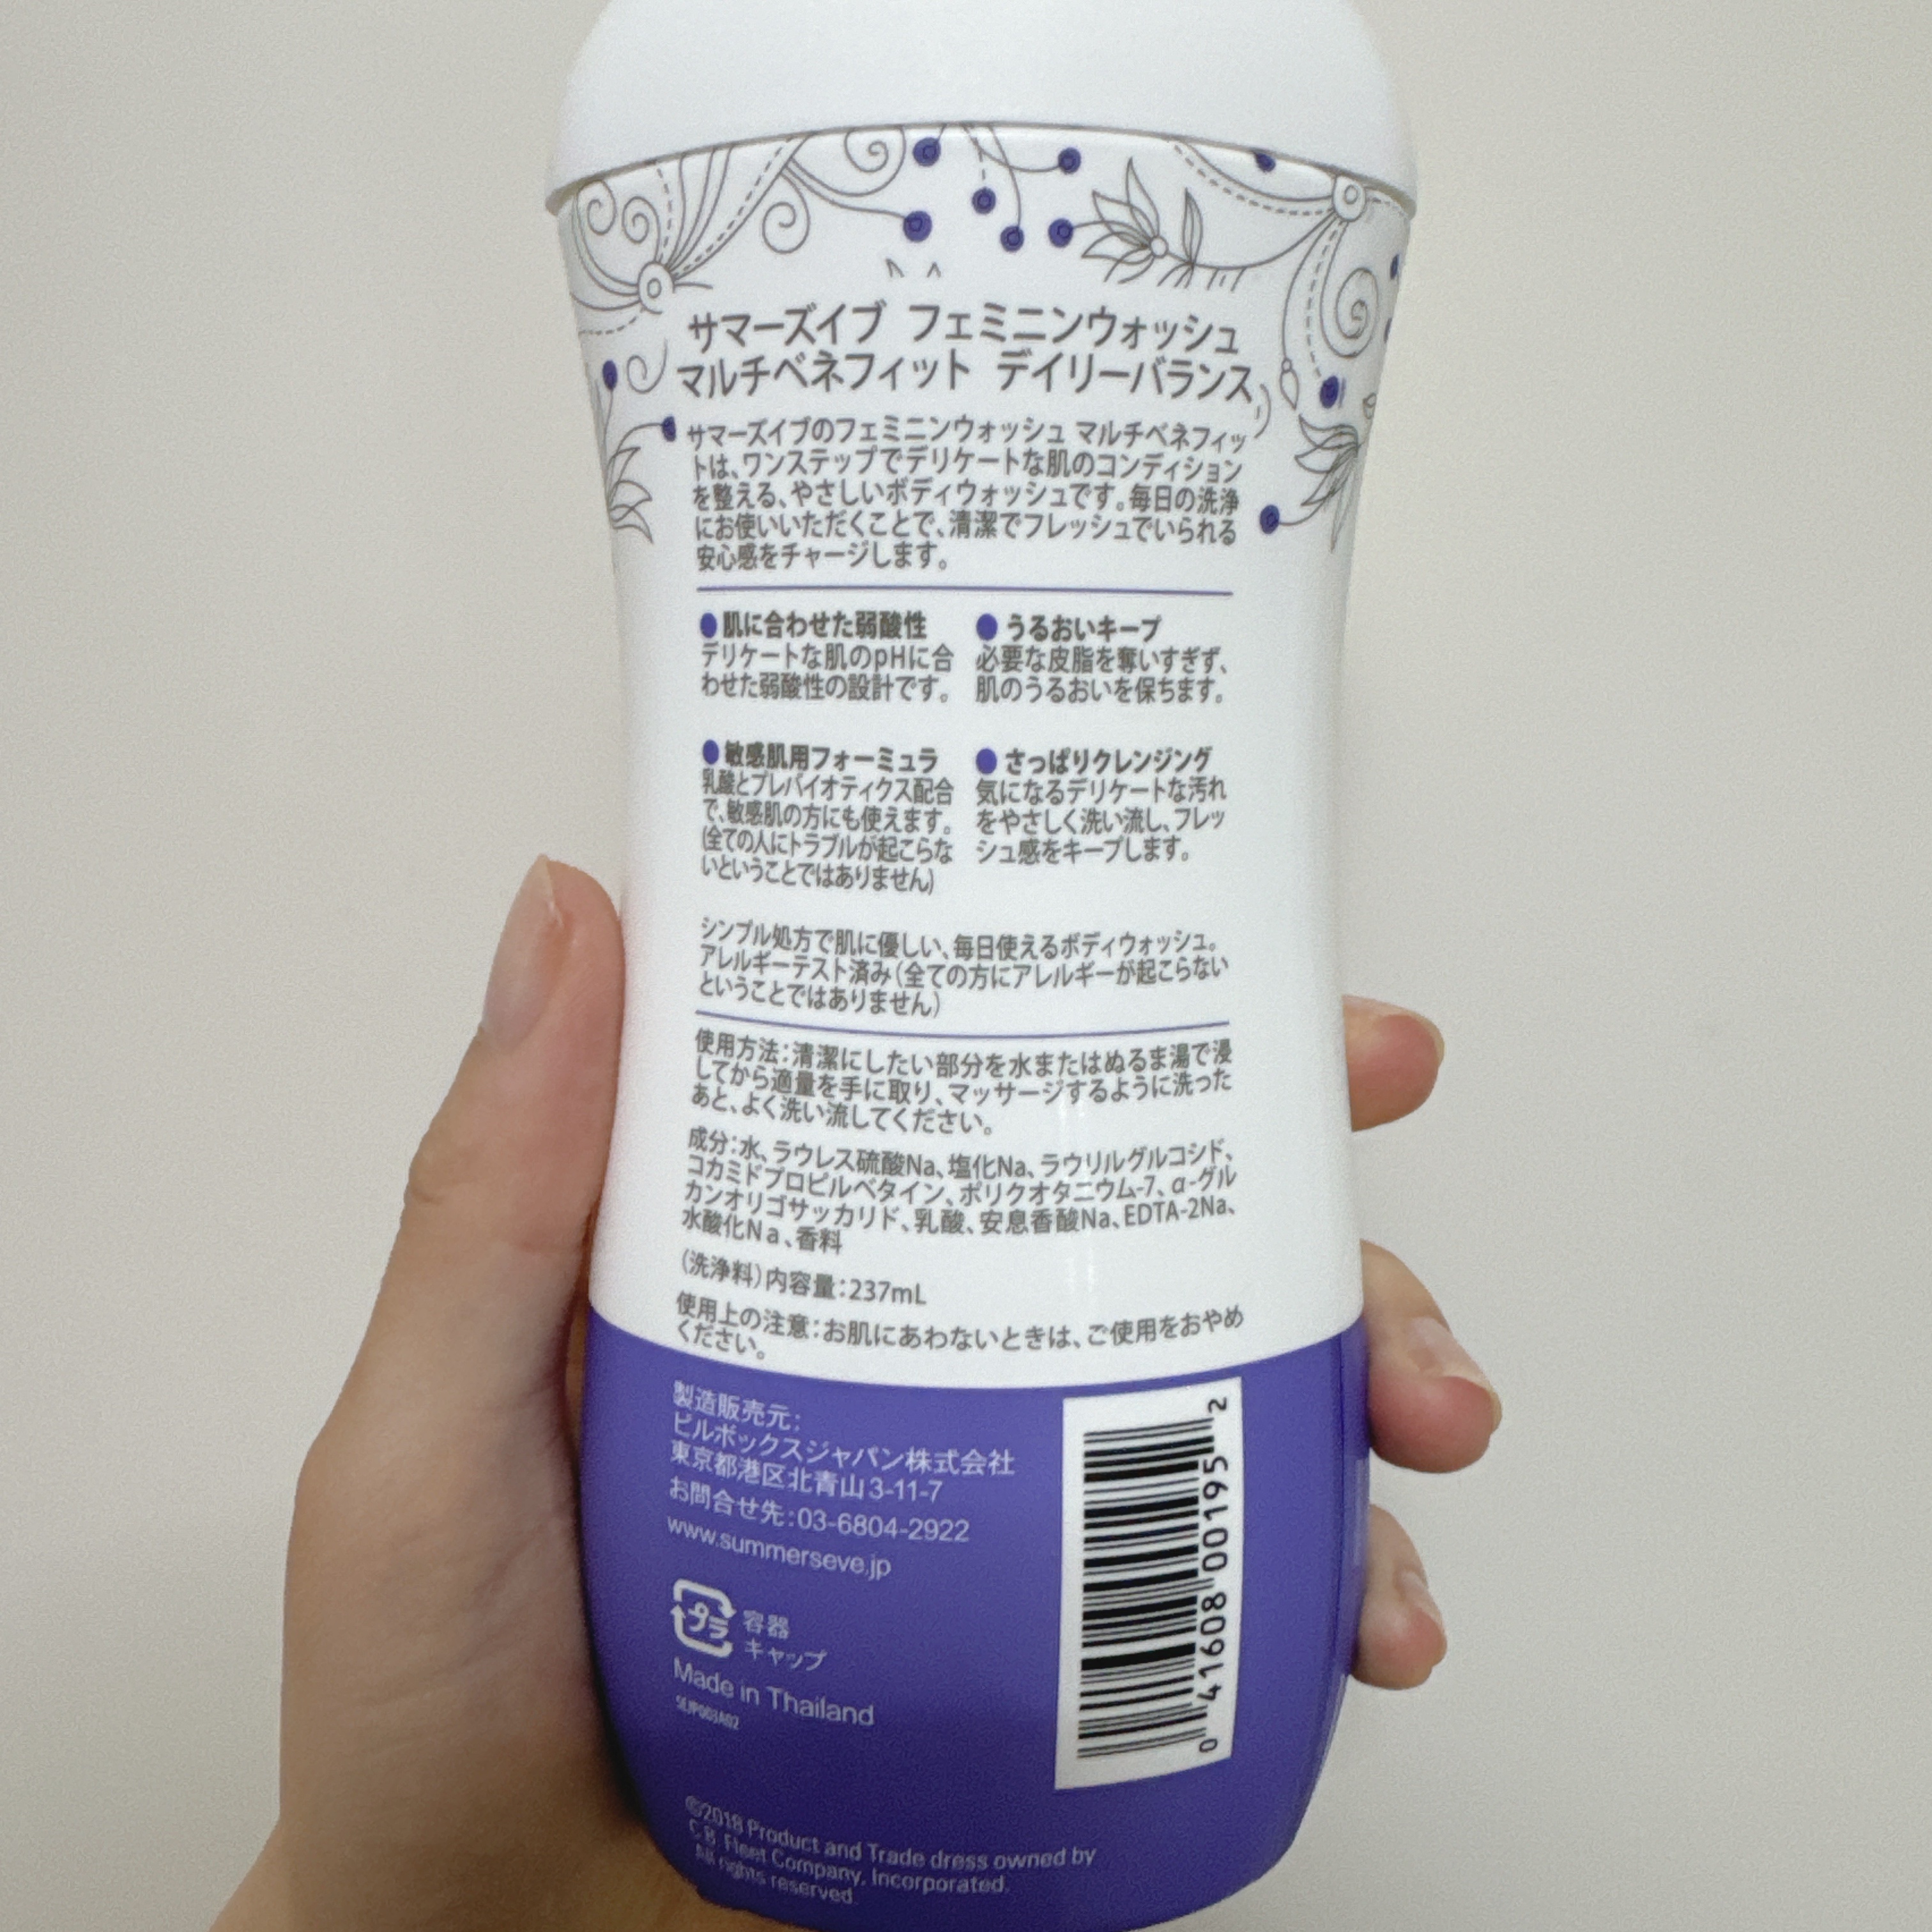 サマーズイブ フェミニンウォッシュ
マルチベネフィット デイリーバランス
サマーズイブのフェミニンウォッシュ マルチベネフィッ
トは、ワンステップでデリケートな肌のコンディション
を整える、やさしいボディウォッシュです。毎日の洗浄
にお使いいただくことで、清潔でフレッシュでいられる
安心感をチャージします。
●肌に合わせた弱酸性
デリケートな肌のpHに合
わせた弱酸性の設計です。
●うるおいキープ
必要な皮脂を奪いすぎず、
肌のうるおいを保ちます。
●敏感肌用フォーミュラ
乳酸とプレバイオティクス配合
で、敏感肌の方にも使えます。
(全ての人にトラブルが起こらな
いということではありません)
●さっぱりクレンジング
気になるデリケートな汚れ
をやさしく洗い流し、フレッ
シュ感をキープします。
シンプル処方で肌に優しい、毎日使えるボディウォッシュ。
アレルギーテスト済み(全ての方にアレルギーが起こらない
ということではありません)
使用方法:清潔にしたい部分を水またはぬるま湯で浸
してから適量を手に取り、マッサージするように洗った
あと、よく洗い流してください。
成分:水、ラウレス硫酸Na、塩化Na、ラウリルグルコシド、
コカミドプロピルベタイン、ポリクオタニウム-7、α-グル
カンオリゴサッカリド、乳酸、安息香酸Na、EDTA-2Na、
水酸化Na、香料
(洗浄料)内容量:237mL
使用上の注意:お肌にあわないときは、ご使用をおやめ
ください。
製造販売元:
ピルボックスジャパン株式会社
東京都港区北青山3-11-7
お問合せ先:03-6804-2922
www.summerseve.jp
プラ
容器
キャップ
Made in Thailand
SEJP003A02
0 41608 00195 2
©2018 Product and Trade dress owned by
C.B. Fleet Company, Incorporated.
All rights reserved.